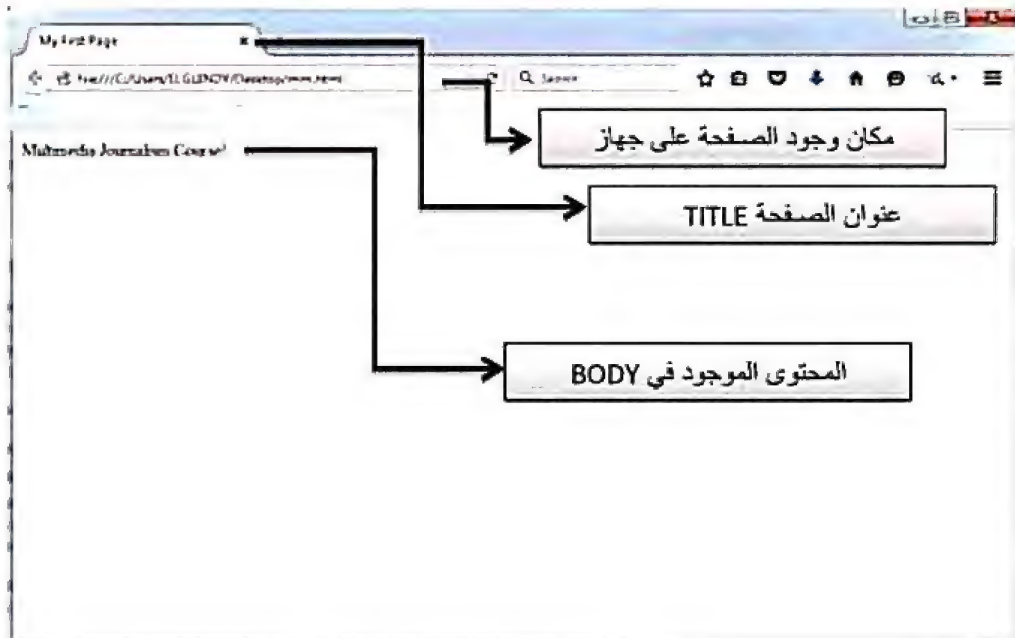 My First Page
Search
مكان وجود الصفحة على جهاز
Multimedia Journalism Course!
عنوان الصفحة TITLE
المحتوى الموجود في BODY